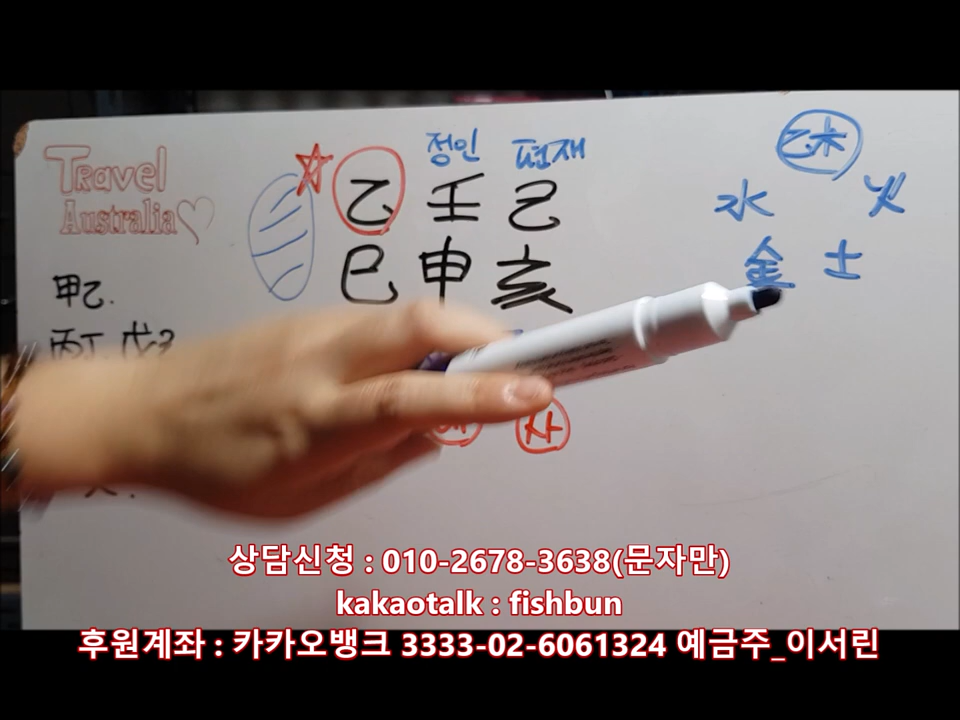 Travel
Australia
정인 편재
乙 壬 己
巳 申 亥
乙木
水 火
金 土
甲乙.
丙丁 戊
사
상담신청 : 010-2678-3638(문자만)
kakaotalk : fishbun
후원계좌 : 카카오뱅크 3333-02-6061324 예금주_이서린